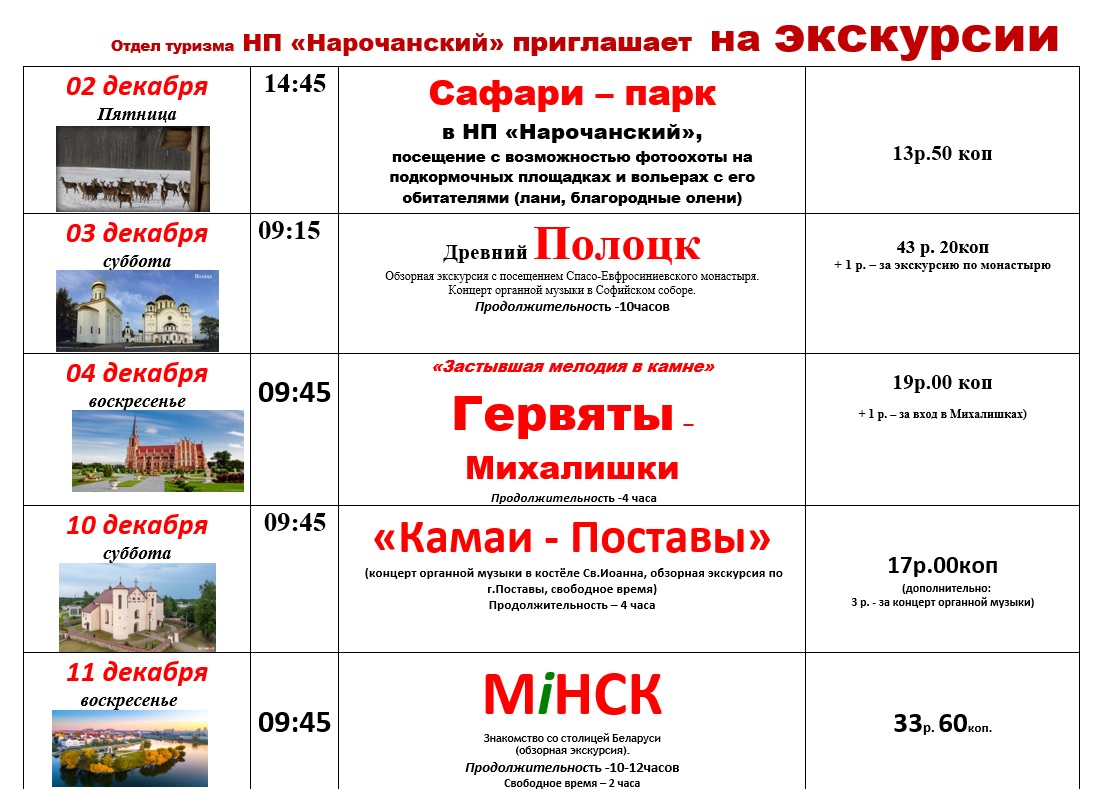 Отдел туризма НП «Нарочанский» приглашает на экскурсии
02 декабря
Пятница
14:45
Сафари – парк
в НП «Нарочанский»,
посещение с возможностью фотоохоты на
подкормочных площадках и вольерах с его
обитателями (лани, благородные олени)
13р.50 коп
03 декабря
суббота
09:15
Древний Полоцк
Обзорная экскурсия с посещением Спасо-Евфросиниевского монастыря.
Концерт органной музыки в Софийском соборе.
Продолжительность -10часов
43 р. 20коп
+ 1 р. – за экскурсию по монастырю
04 декабря
воскресенье
09:45
«Застывшая мелодия в камне»
Гервяты –
Михалишки
Продолжительность -4 часа
19р.00 коп
+ 1 р. – за вход в Михалишках)
10 декабря
суббота
09:45
«Камаи - Поставы»
(концерт органной музыки в костёле Св.Иоанна, обзорная экскурсия по
г.Поставы, свободное время)
Продолжительность – 4 часа
17р.00коп
(дополнительно:
3 р. - за концерт органной музыки)
11 декабря
воскресенье
09:45
МіНСК
Знакомство со столицей Беларуси
(обзорная экскурсия).
Продолжительность -10-12часов
Свободное время – 2 часа
33р. 60коп.